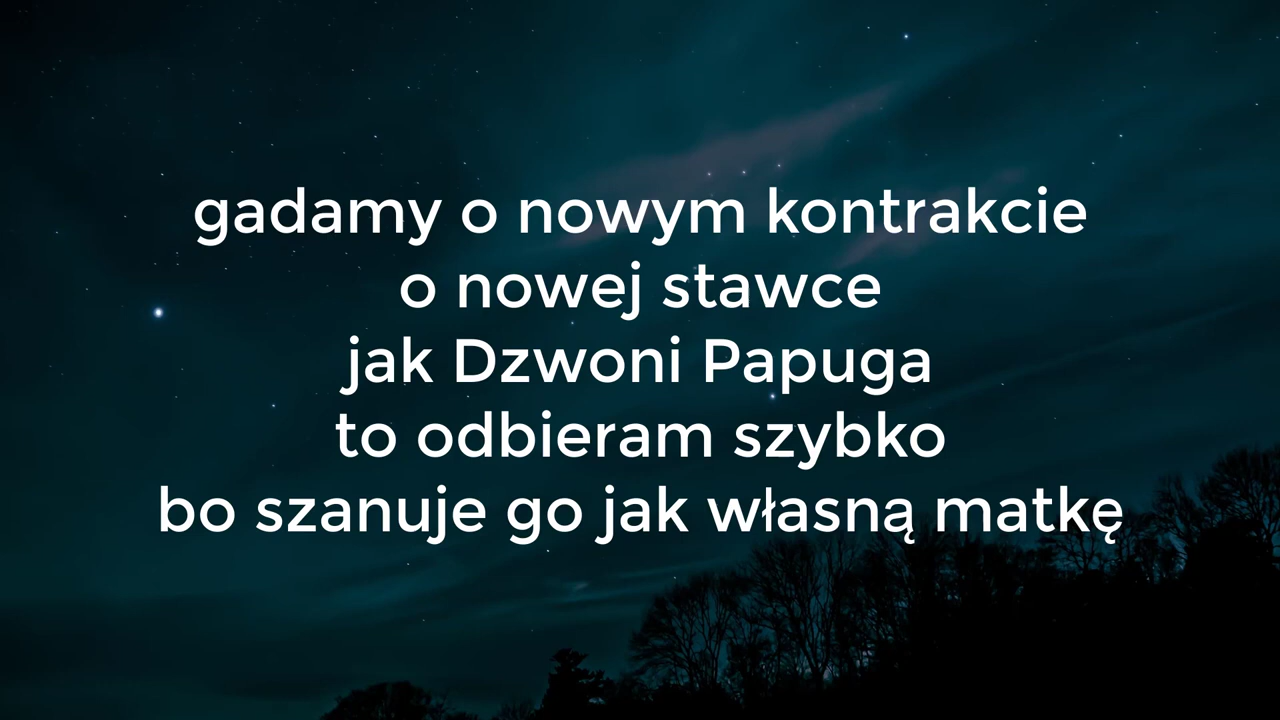 gadamy o nowym kontrakcie
o nowej stawce
jak Dzwoni Papuga
to odbieram szybko
bo szanuje go jak własną matkę